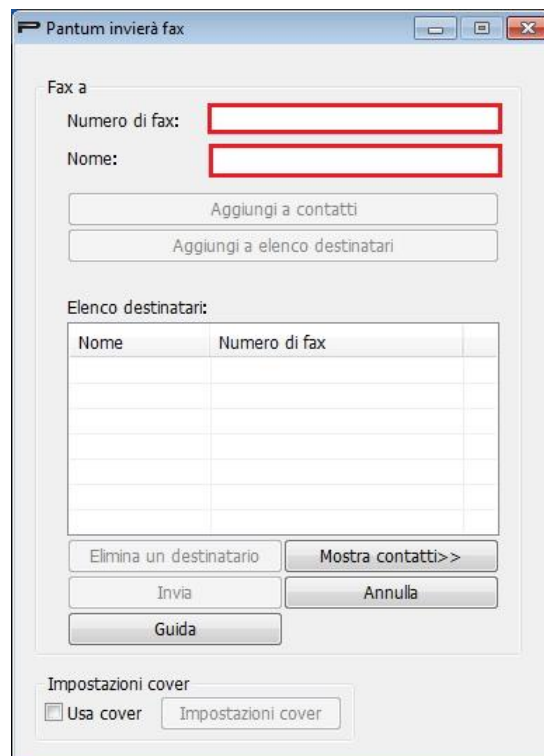 Pantum invierà fax
Fax a
Numero di fax:
Nome:
Aggiungi a contatti
Aggiungi a elenco destinatari
Elenco destinatari:
Nome Numero di fax
Elimina un destinatario Mostra contatti>>
Invia Annulla
Guida
Impostazioni cover
Usa cover Impostazioni cover